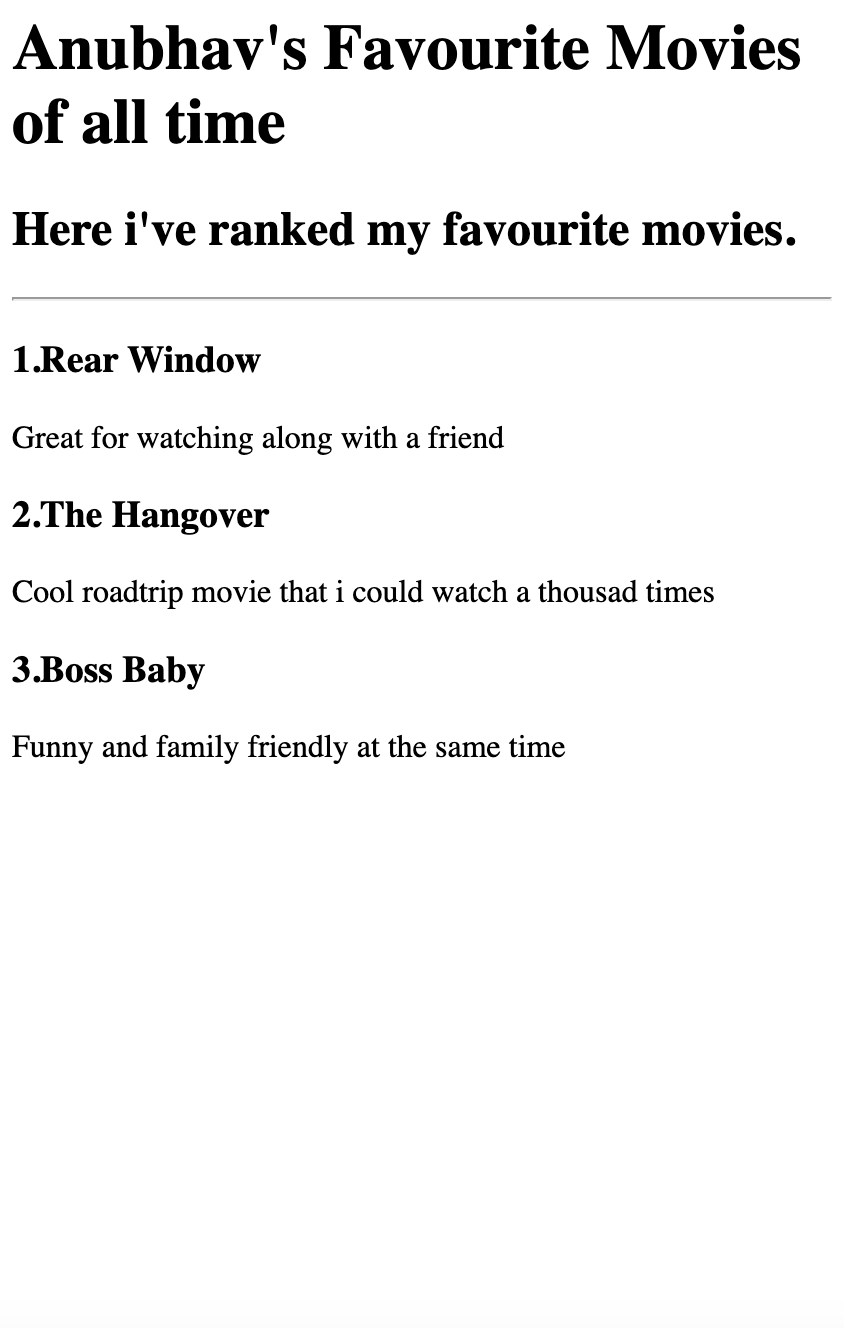 Anubhav's Favourite Movies
of all time
Here i've ranked my favourite movies.
1.Rear Window
Great for watching along with a friend
2.The Hangover
Cool roadtrip movie that i could watch a thousad times
3.Boss Baby
Funny and family friendly at the same time